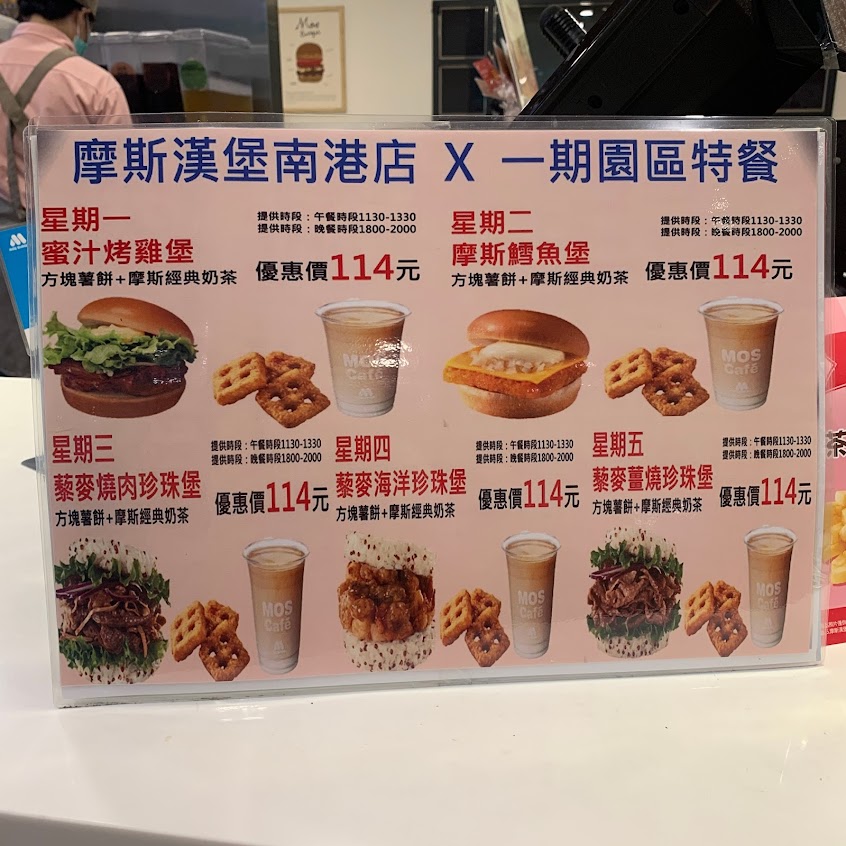 摩斯漢堡南港店 X 一期園區特餐
星期一
提供時段：午餐時段1130-1330
提供時段：晚餐時段1800-2000
蜜汁烤雞堡
方塊薯餅+摩斯經典奶茶
優惠價114元
星期二
提供時段：午餐時段1130-1330
提供時段：晚餐時段1800-2000
摩斯鱈魚堡
方塊薯餅+摩斯經典奶茶
優惠價114元
MOS
Café
MOS
Café
星期三
提供時段：午餐時段1130-1330
提供時段：晚餐時段1800-2000
藜麥燒肉珍珠堡
方塊薯餅+摩斯經典奶茶
優惠價114元
星期四
提供時段：午餐時段1130-1330
提供時段：晚餐時段1800-2000
藜麥海洋珍珠堡
方塊薯餅+摩斯經典奶茶
優惠價114元
星期五
提供時段：午餐時段1130-1330
提供時段：晚餐時段1800-2000
藜麥薑燒珍珠堡
方塊薯餅+摩斯經典奶茶
優惠價114元
MOS
Café
MOS
Café
MOS
Café
茶